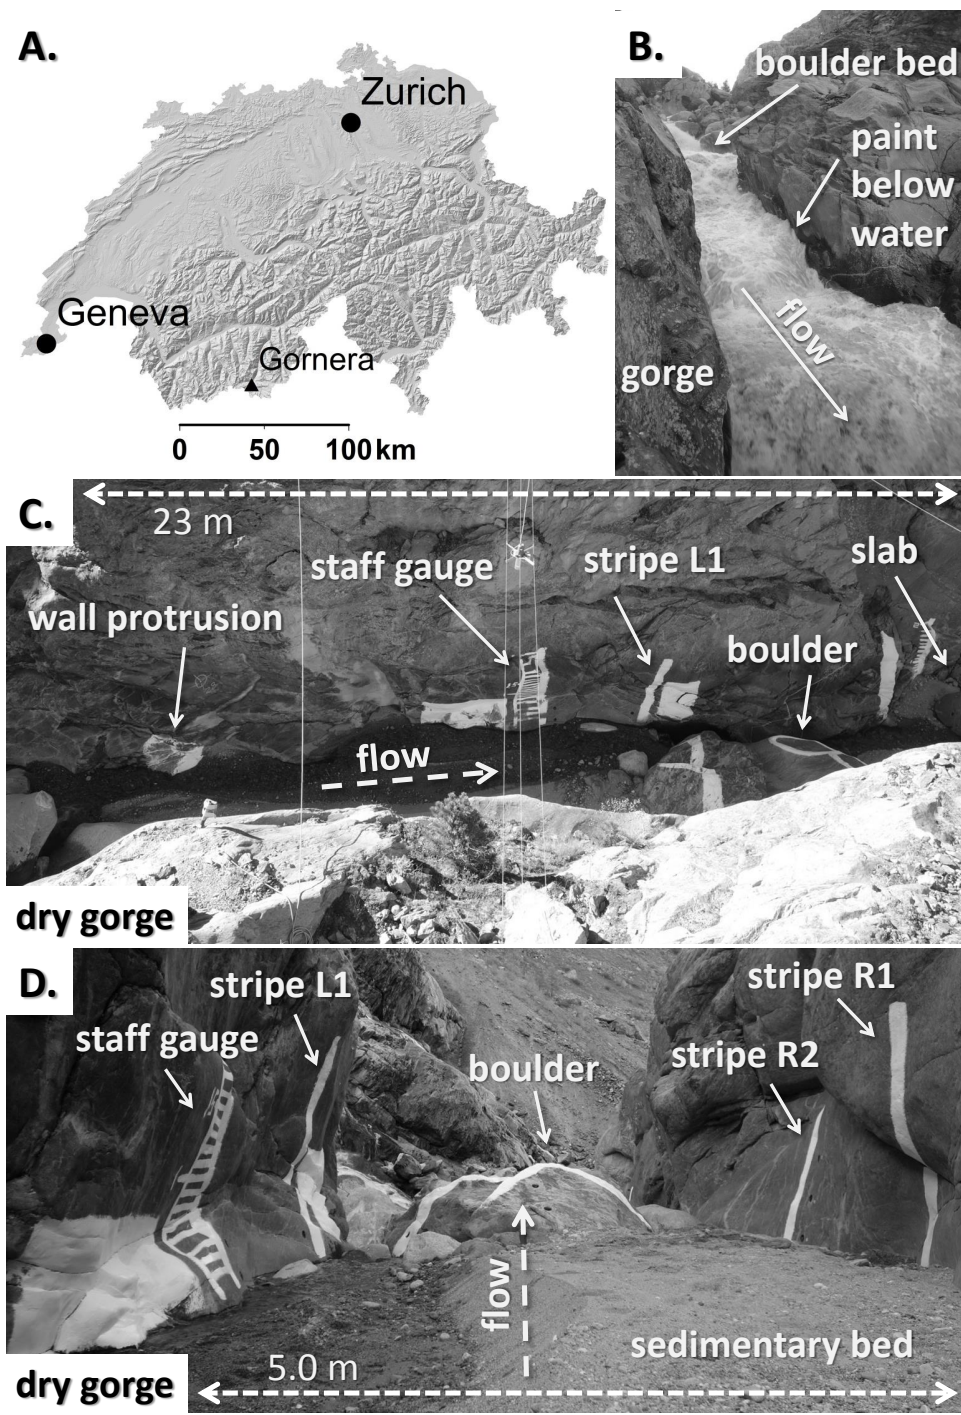 A.
Zurich
Geneva
Gornera
0 50 100 km
B.
boulder bed
paint
below
water
flow
gorge
C.
23 m
staff gauge
stripe L1
slab
wall protrusion
boulder
flow
dry gorge
D.
stripe L1
stripe R1
staff gauge
stripe R2
boulder
flow
sedimentary bed
5.0 m
dry gorge